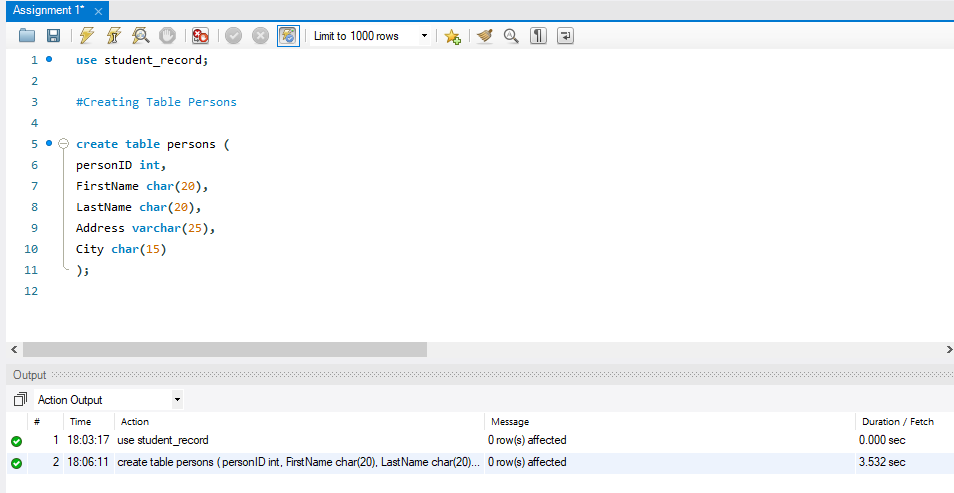 Assignment 1*
Limit to 1000 rows
1 use student_record;
2
3 #Creating Table Persons
4
5 create table persons (
6 personID int,
7 FirstName char(20),
8 LastName char(20),
9 Address varchar(25),
10 City char(15)
11 );
12
Output
Action Output
# Time Action Message Duration / Fetch
1 18:03:17 use student_record 0 row(s) affected 0.000 sec
2 18:06:11 create table persons ( personID int, FirstName char(20), LastName char(20)... 0 row(s) affected 3.532 sec